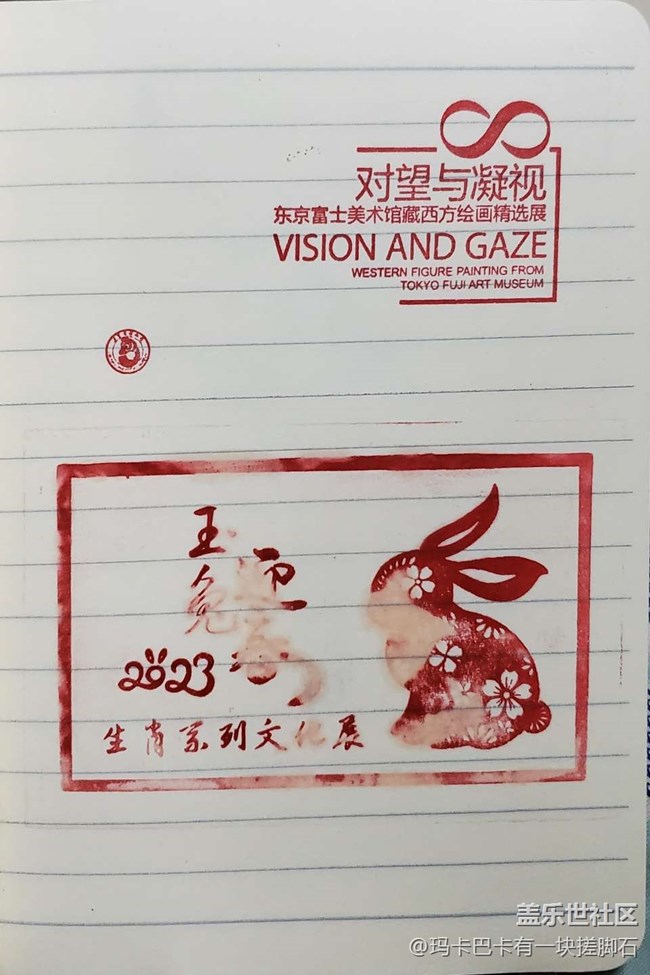 对望与凝视
东京富士美术馆藏西方绘画精选展
VISION AND GAZE
WESTERN FIGURE PAINTING FROM
TOKYO FUJI ART MUSEUM
玉兔
2023
生肖系列文化展
盖乐世社区
@玛卡巴卡有一块搓脚石